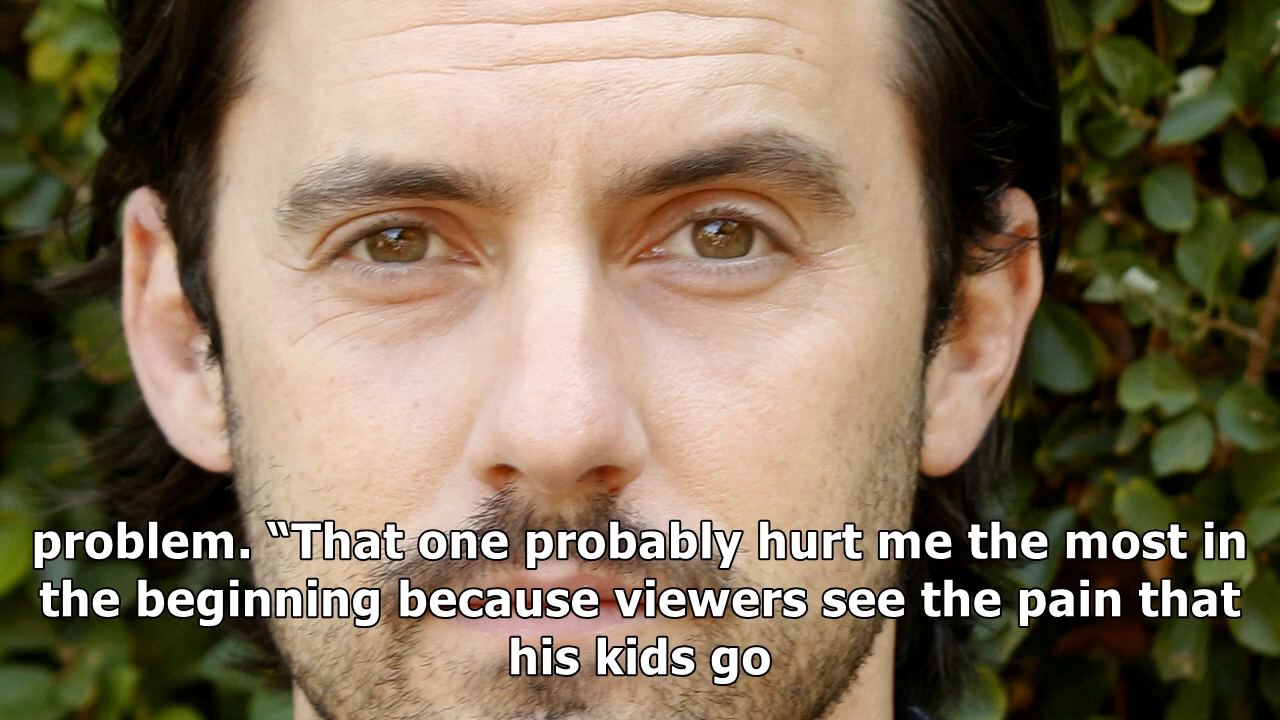 problem. “That one probably hurt me the most in
the beginning because viewers see the pain that
his kids go